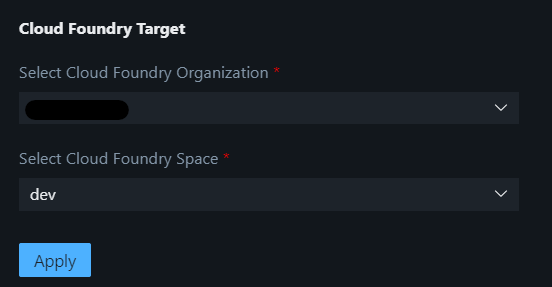 Cloud Foundry Target
Select Cloud Foundry Organization *
Select Cloud Foundry Space *
dev
Apply